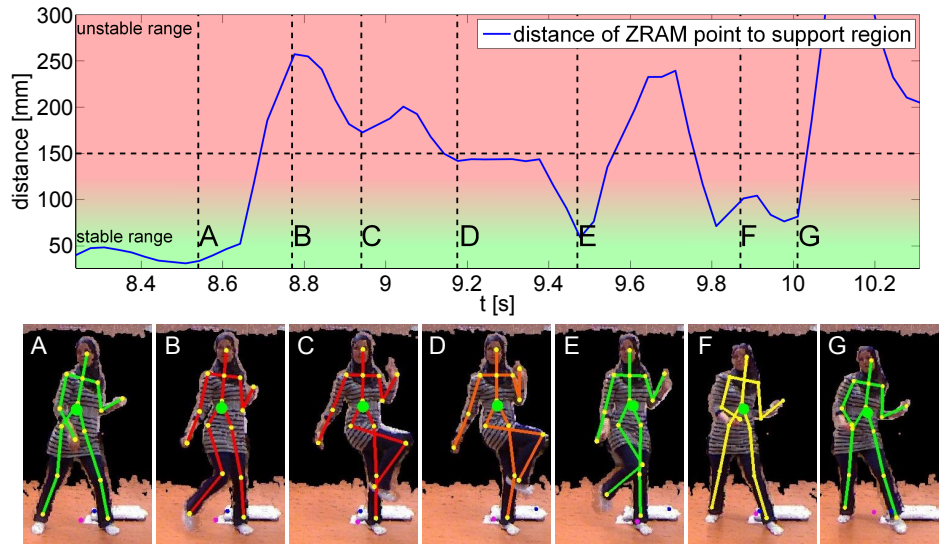 300
250
200
150
100
50
distance [mm]
unstable range
stable range
distance of ZRAM point to support region
A B C D E F G
8.4 8.6 8.8 9 9.2 9.4 9.6 9.8 10 10.2
t [s]
A B C D E F G